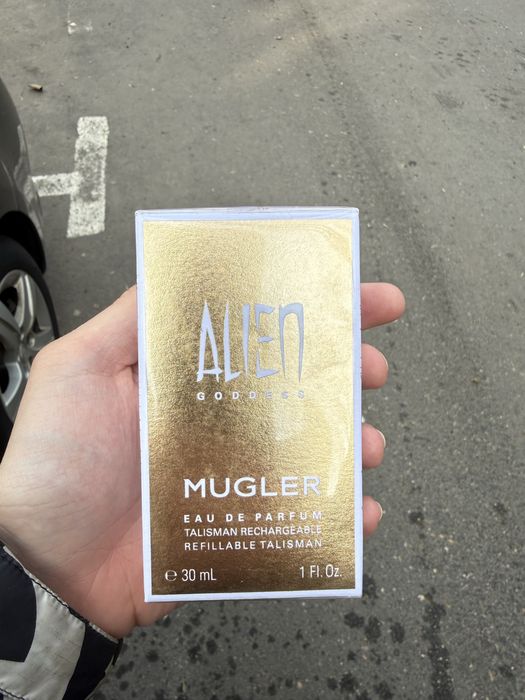 ALIEN
GODDESS
MUGLER
EAU DE PARFUM
TALISMAN RECHARGEABLE
REFILLABLE TALISMAN
℮ 30 mL 1 Fl. Oz.